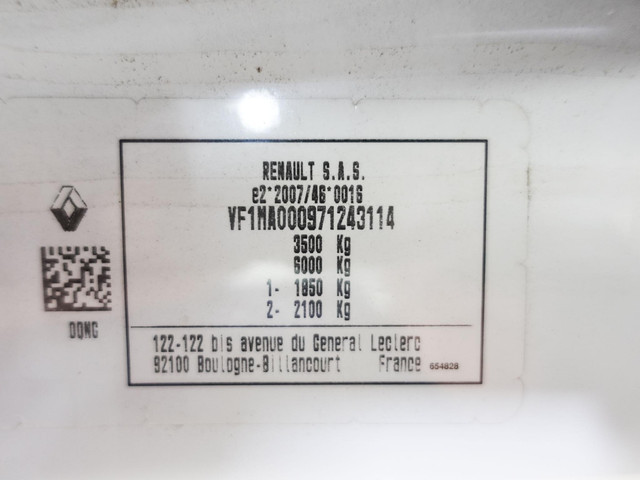 RENAULT S.A.S.
e2*2007/46*0016
VF1MA000971243114
3500 Kg
6000 Kg
1- 1850 Kg
2- 2100 Kg
DQNG
122-122 bis avenue du General Leclerc
92100 Boulogne-Billancourt France 654828